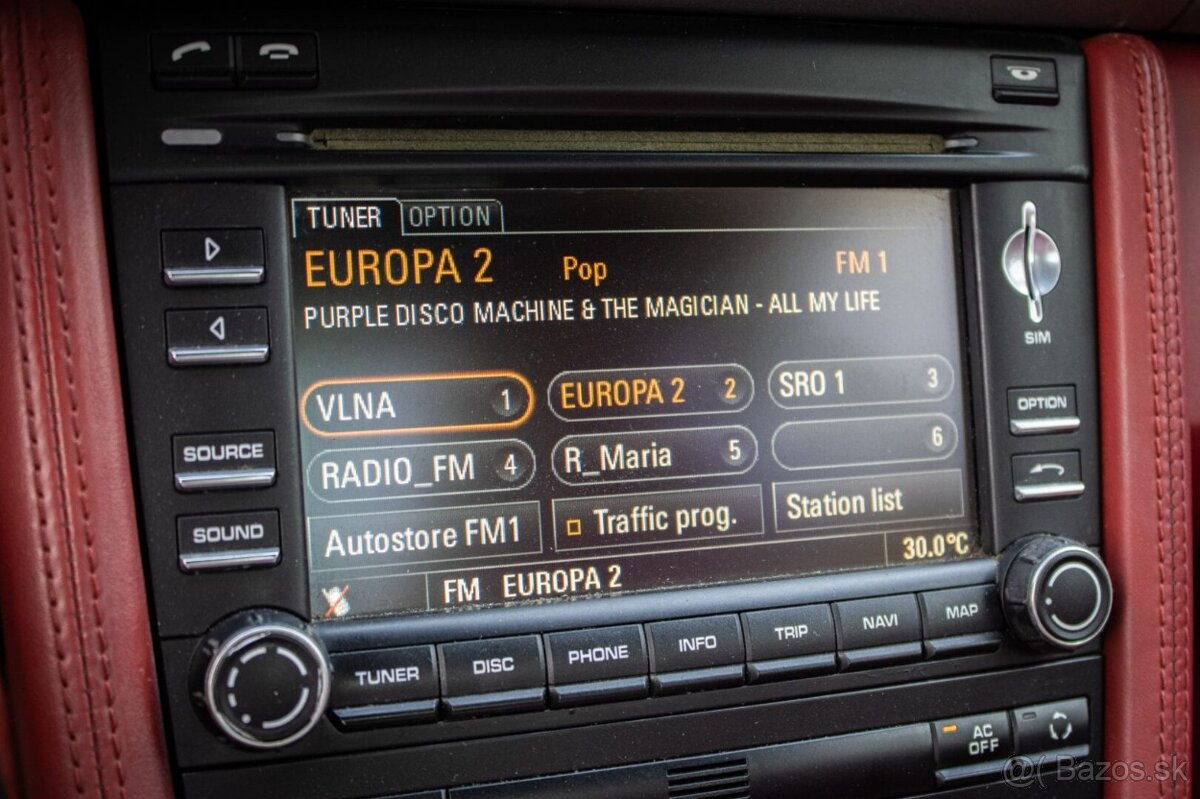 TUNER OPTION
EUROPA 2 Pop FM 1
PURPLE DISCO MACHINE & THE MAGICIAN - ALL MY LIFE
SIM
VLNA 1 EUROPA 2 2 SRO 1 3
OPTION
SOURCE
RADIO_FM 4 R_Maria 5 6
SOUND
Autostore FM1 Traffic prog. Station list
FM EUROPA 2 30.0°C
TUNER DISC PHONE INFO TRIP NAVI MAP
AC
OFF
@( Bazos.sk